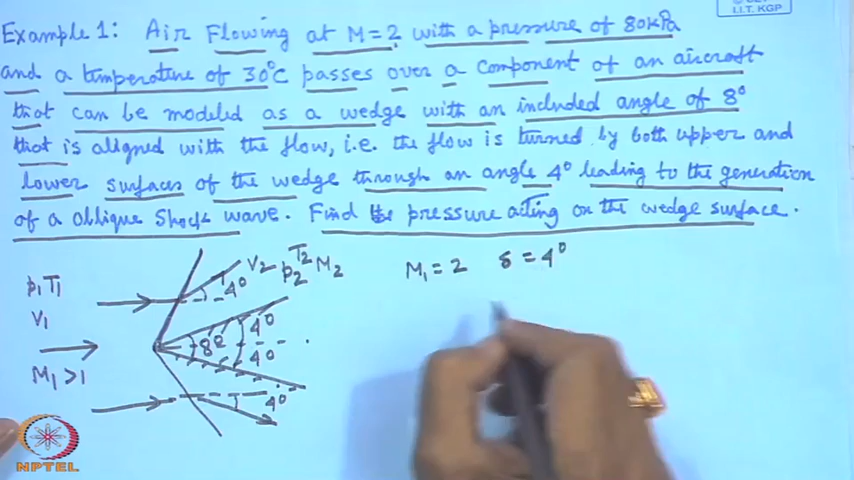 I.I.T. KGP
Example 1: Air Flowing at M=2 with a pressure of 80kPa
and a temperature of 30°C passes over a component of an aircraft
that can be modeled as a wedge with an included angle of 8°
that is aligned with the flow, i.e. the flow is turned by both upper and
lower surfaces of the wedge through an angle 4° leading to the generation
of a oblique shock wave. Find the pressure acting on the wedge surface.
p1 T1
V1
M1>1
4°
V2 T2
p2 M2
4°
8°
4°
4°
M1=2 δ=4°
NPTEL